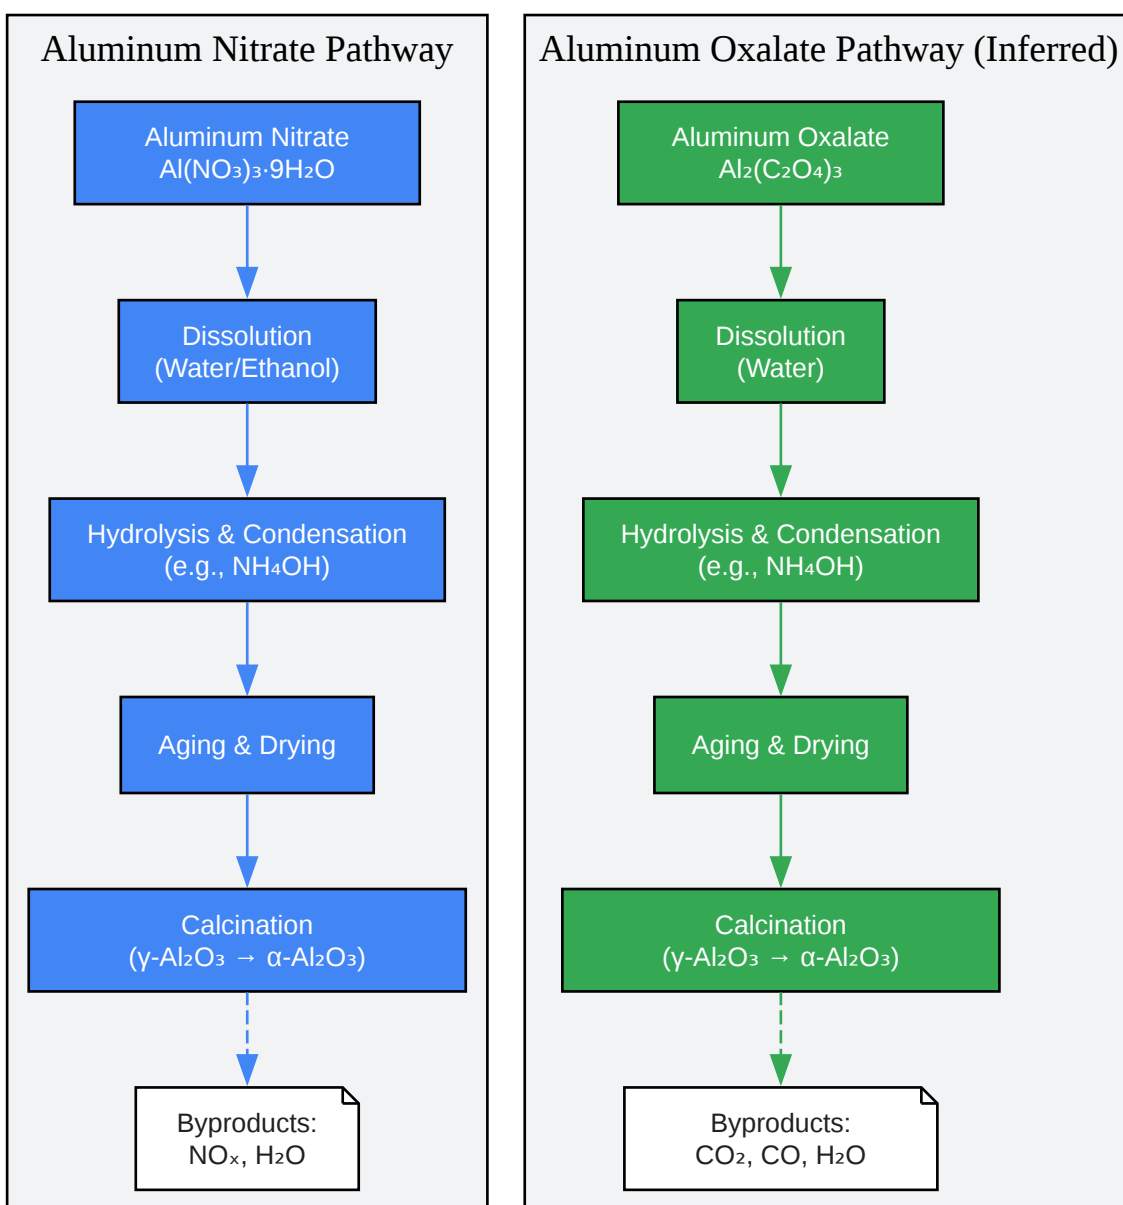 Aluminum Nitrate Pathway
Aluminum Nitrate
Al(NO₃)₃·9H₂O
Dissolution
(Water/Ethanol)
Hydrolysis & Condensation
(e.g., NH₄OH)
Aging & Drying
Calcination
(γ-Al₂O₃ → α-Al₂O₃)
Byproducts:
NOₓ, H₂O
Aluminum Oxalate Pathway (Inferred)
Aluminum Oxalate
Al₂(C₂O₄)₃
Dissolution
(Water)
Hydrolysis & Condensation
(e.g., NH₄OH)
Aging & Drying
Calcination
(γ-Al₂O₃ → α-Al₂O₃)
Byproducts:
CO₂, CO, H₂O